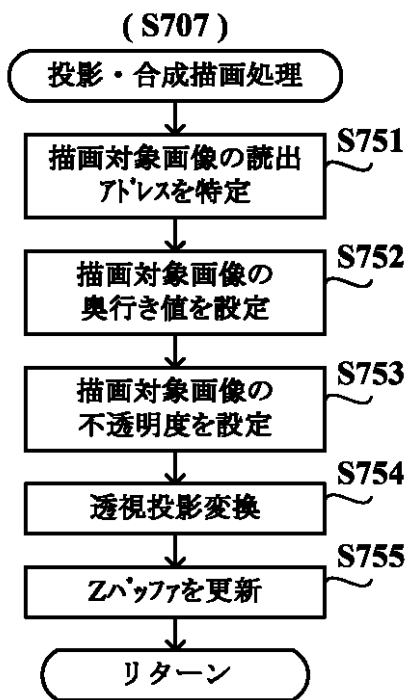 (S707)
投影・合成描画処理
S751
描画対象画像の読出
アドレスを特定
S752
描画対象画像の
奥行き値を設定
S753
描画対象画像の
不透明度を設定
S754
透視投影変換
S755
Zバッファを更新
リターン